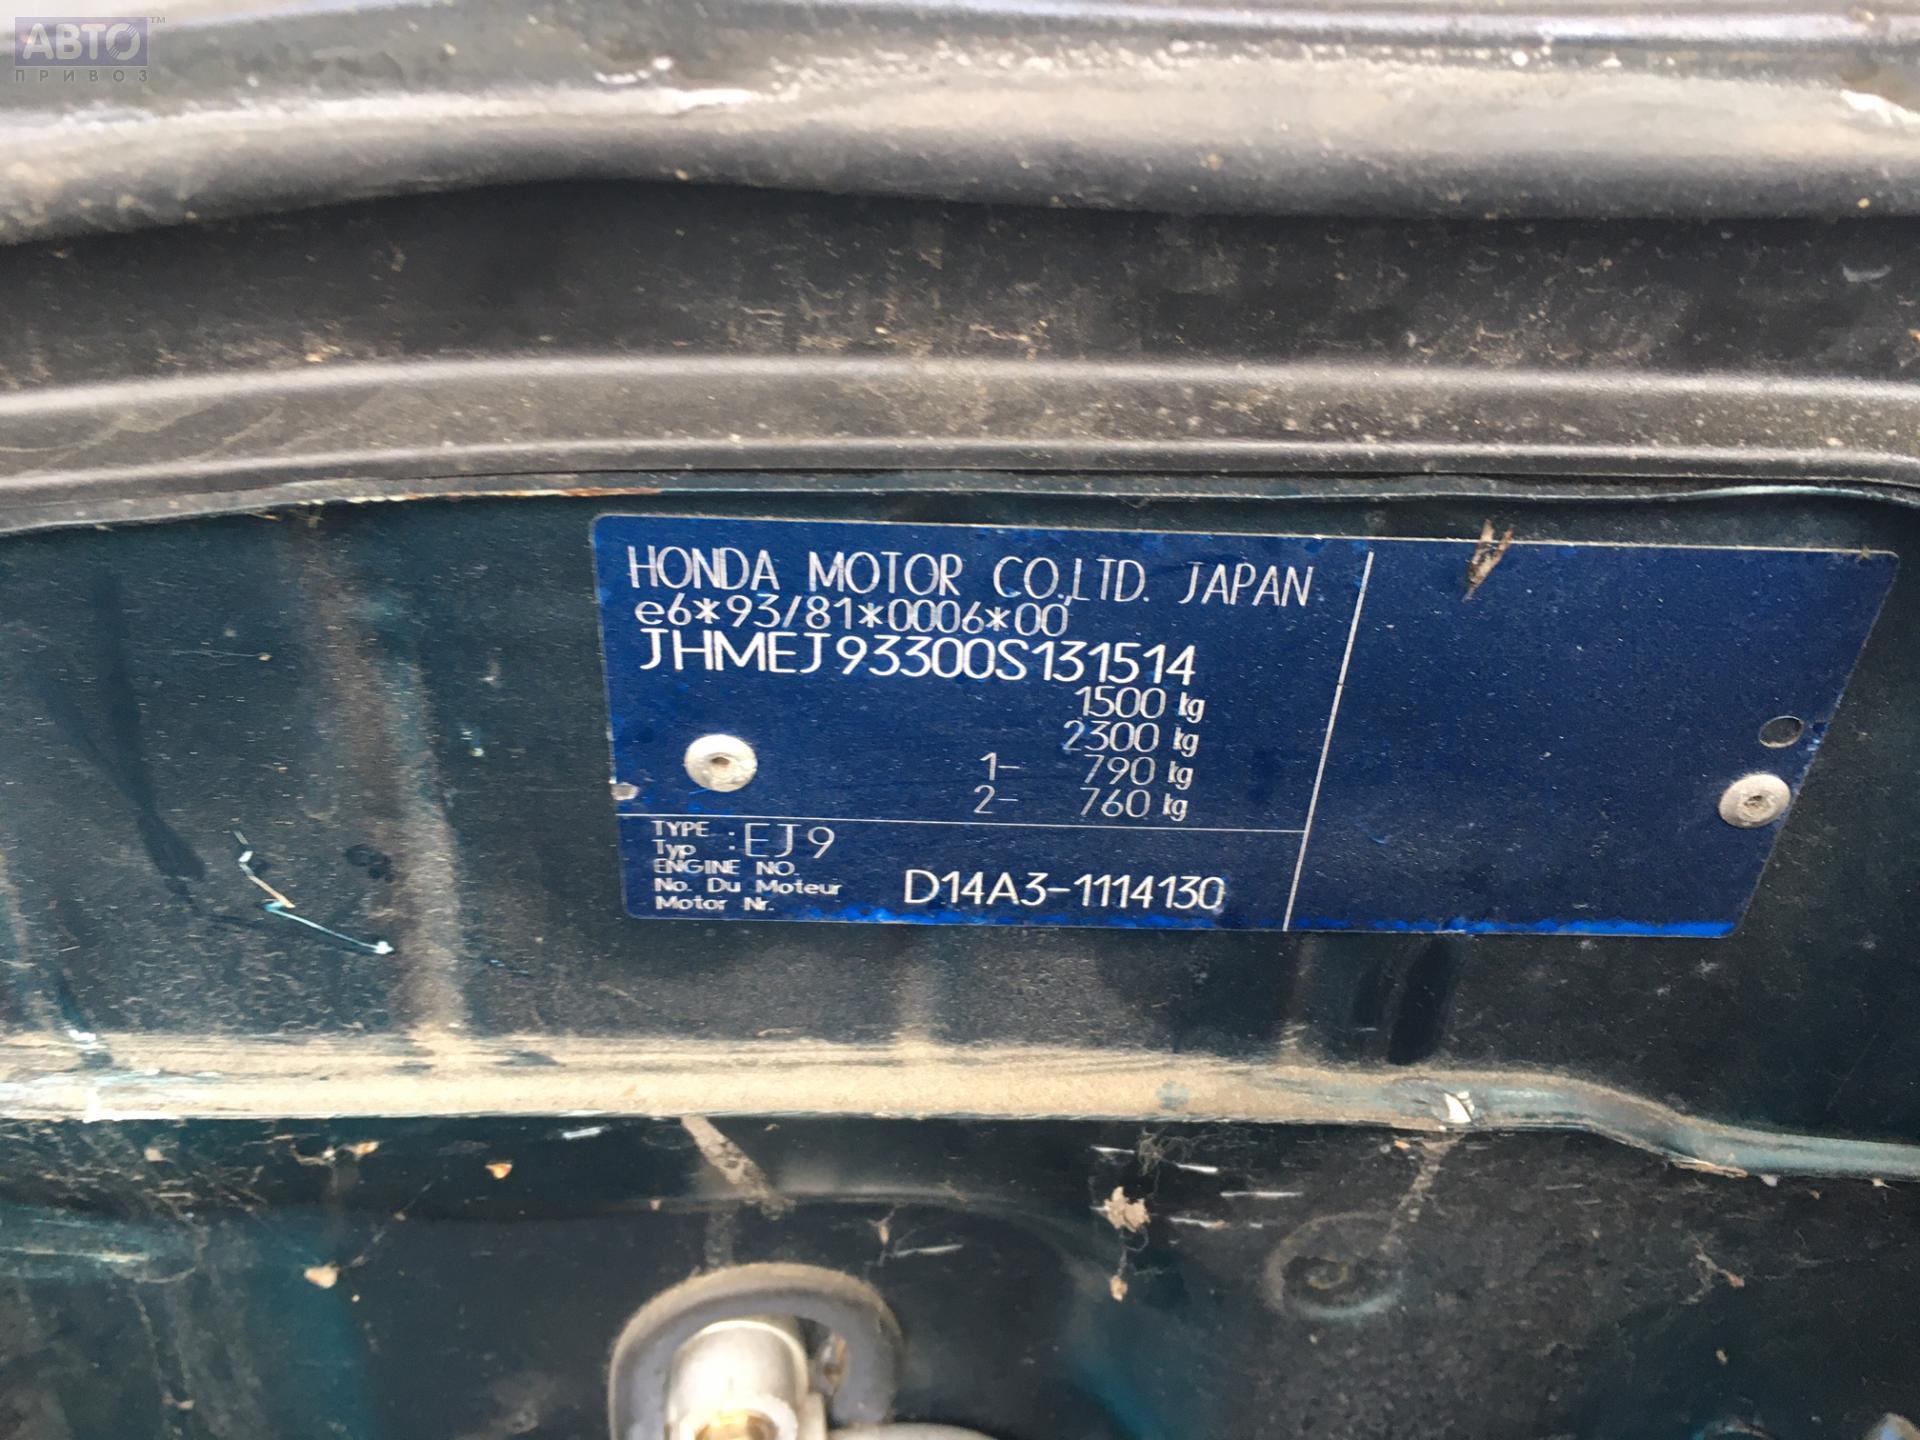 АВТО™
ПРИВОЗ
HONDA MOTOR CO.,LTD. JAPAN
e6*93/81*0006*00
JHMEJ93300S131514
1500 kg
2300 kg
1- 790 kg
2- 760 kg
TYPE : EJ9
Typ
ENGINE NO.
No. Du Moteur D14A3-1114130
Motor Nr.